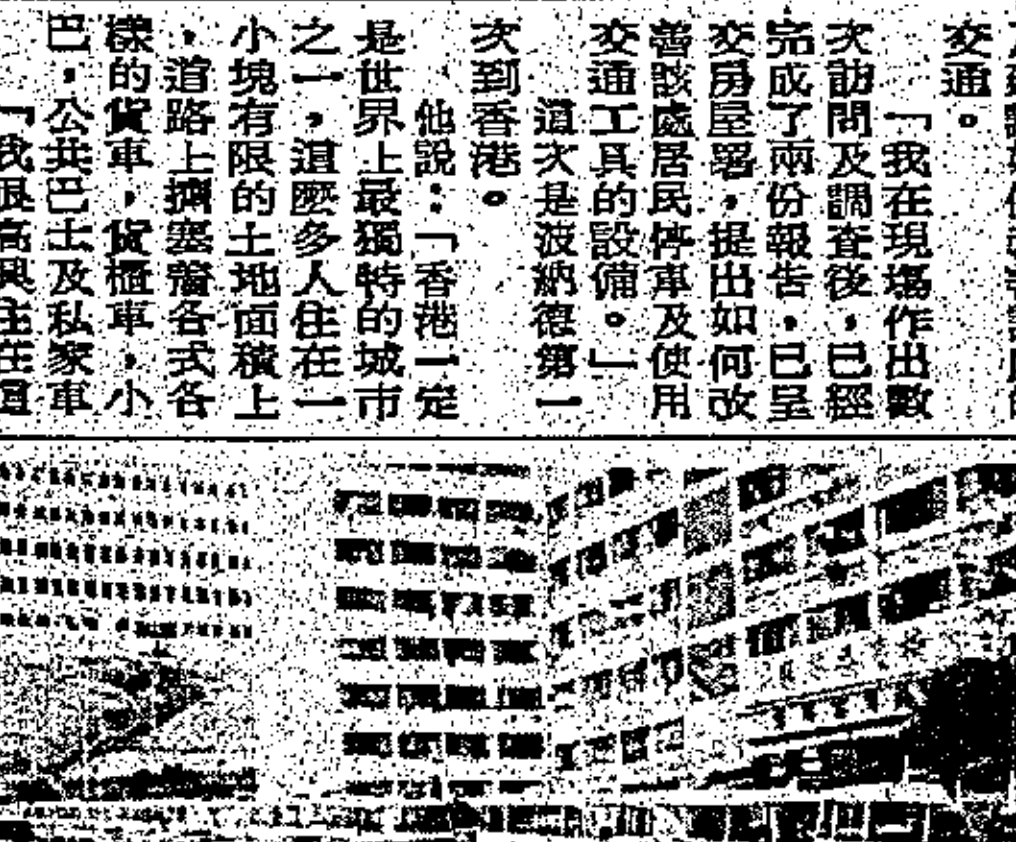 交通。
「我在現塲作出數
次訪問及調查後，已經
完成了兩份報告，已呈
交房屋署，提出如何改
善該處居民停車及使用
交通工具的設備。」
這次是波納德第一
次到香港。
他說：「香港一定
是世界上最獨特的城市
之一，這麼多人住在一
小塊有限的土地面積上
，道路上擠塞着各式各
樣的貨車，貨櫃車，小
巴，公共巴士及私家車
「我很高興住在這